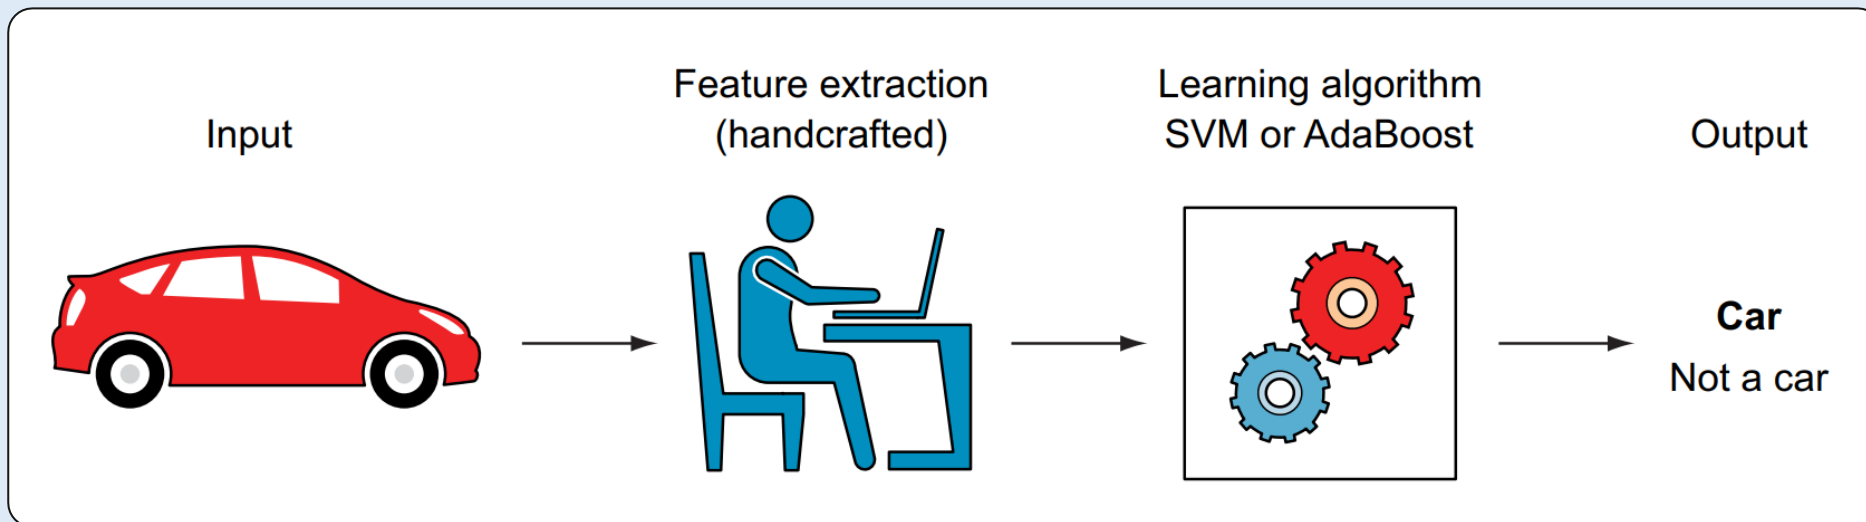 Input
Feature extraction
(handcrafted)
Learning algorithm
SVM or AdaBoost
Output
Car
Not a car